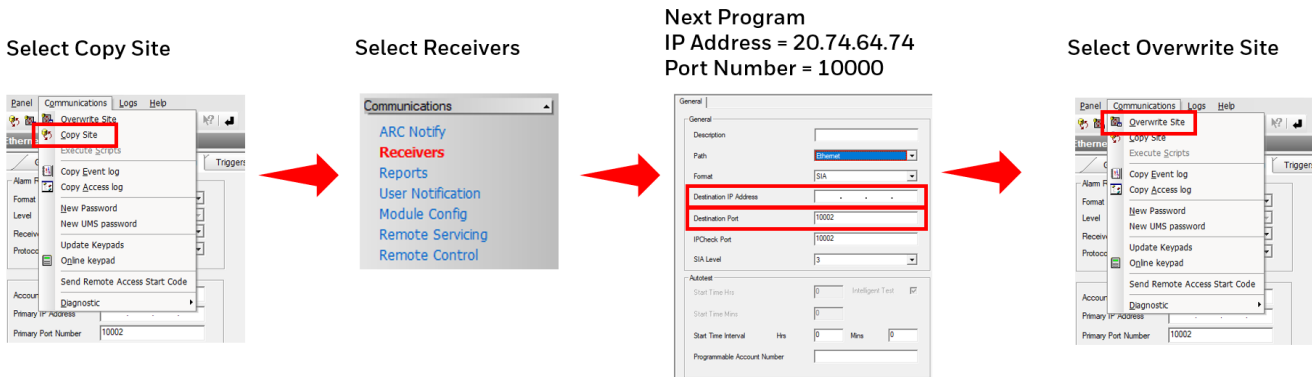 Select Copy Site
Panel Communications Logs Help
Overwrite Site
Copy Site
Execute Scripts
Triggers
Copy Event log
Copy Access log
Alarm R
Format
Level
New Password
New UMS password
Update Keypads
Online keypad
Send Remote Access Start Code
Diagnostic
Primary IP Address . . .
Primary Port Number 10002
Select Receivers
Communications
ARC Notify
Receivers
Reports
User Notification
Module Config
Remote Servicing
Remote Control
Next Program
IP Address = 20.74.64.74
Port Number = 10000
General
General
Description
Path Ethernet
Format SIA
Destination IP Address . . .
Destination Port 10002
IPCheck Port 10002
SIA Level 3
Autotest
Start Time Hrs 0 Intelligent Test
Start Time Mins 0
Start Time Interval Hrs 0 Mins 0
Programmable Account Number
Select Overwrite Site
Panel Communications Logs Help
Overwrite Site
Copy Site
Execute Scripts
Triggers
Copy Event log
Copy Access log
Alarm R
Format
Level
New Password
New UMS password
Update Keypads
Online keypad
Send Remote Access Start Code
Diagnostic
Primary IP Address . . .
Primary Port Number 10002